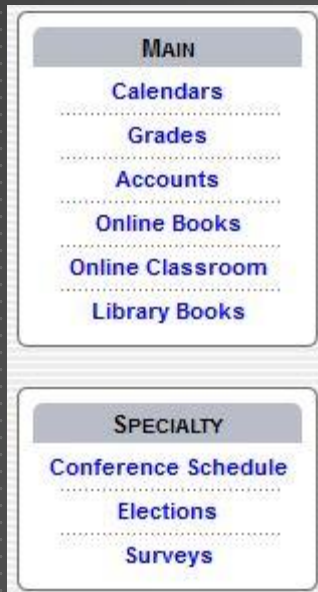 MAIN
Calendars
Grades
Accounts
Online Books
Online Classroom
Library Books
SPECIALTY
Conference Schedule
Elections
Surveys